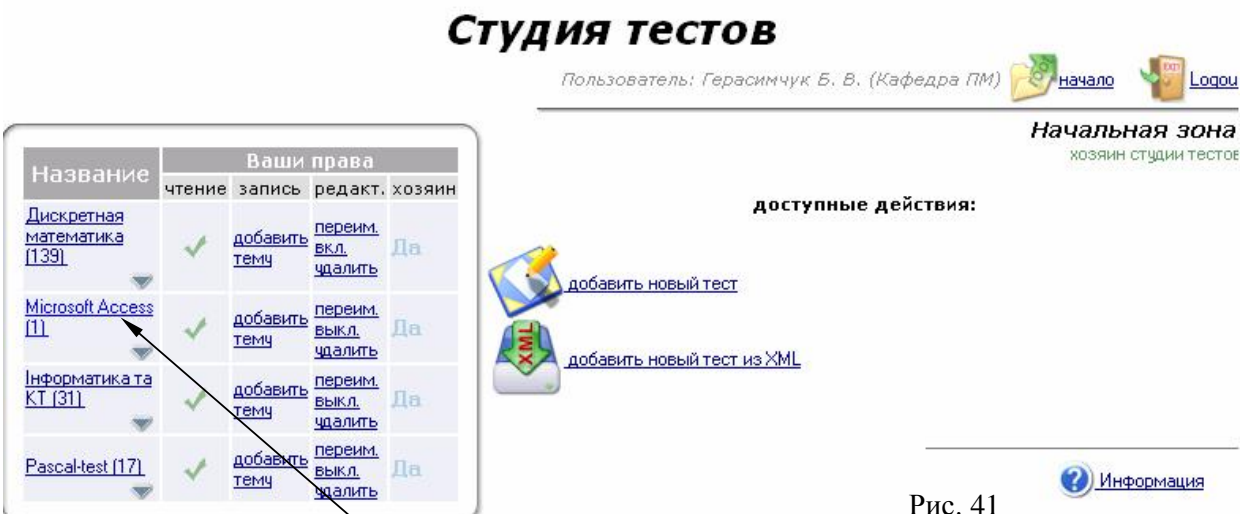 Студия тестов
Пользователь: Герасимчук Б. В. (Кафедра ПМ) начало Logou
Начальная зона
хозяин студии тестов
Название Ваши права
чтение запись редакт. хозяин
Дискретная математика (139) добавить тему переим. вкл. удалить Да
Microsoft Access (1) добавить тему переим. выкл. удалить Да
Інформатика та КТ (31) добавить тему переим. выкл. удалить Да
Pascal-test (17) добавить тему переим. выкл. удалить Да
доступные действия:
добавить новый тест
XML добавить новый тест из XML
Информация
Рис. 41